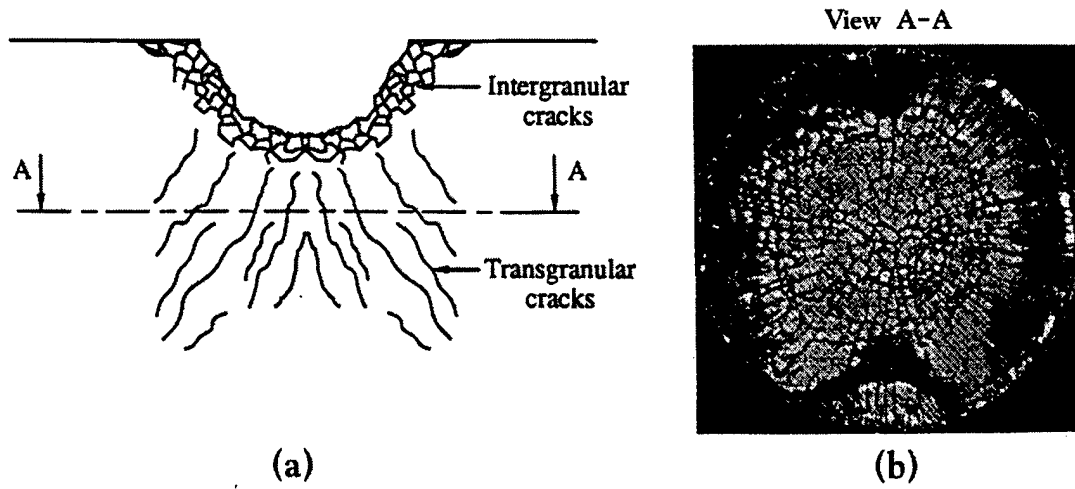 View A-A
Intergranular
cracks
A
A
Transgranular
cracks
(a)
(b)